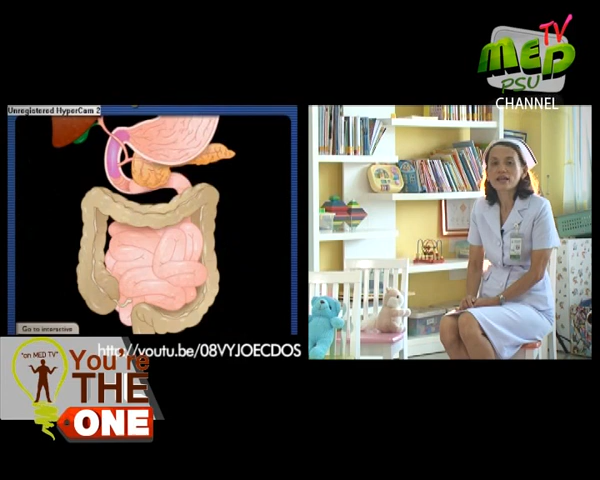 TV
MED
PSU
CHANNEL
Unregistered HyperCam 2
Go to interactive
http://youtu.be/08VYJOECDOS
"on MED TV"
You're
THE
ONE